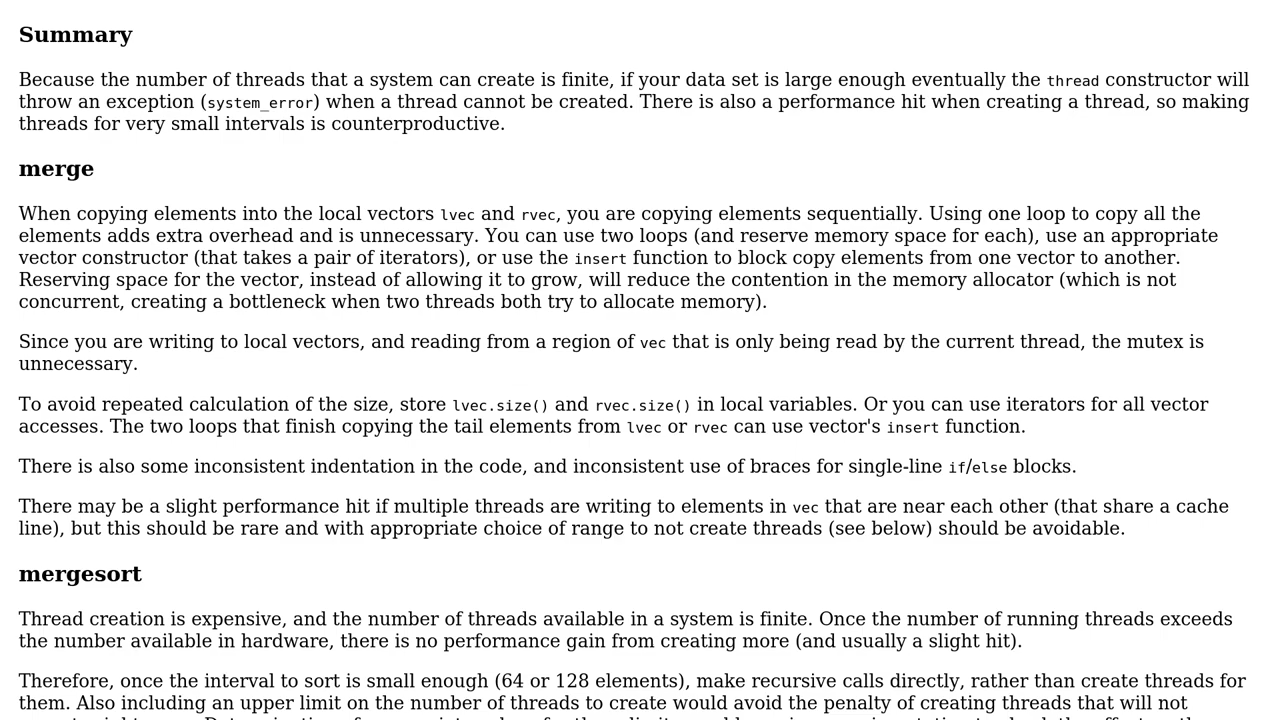 Summary
Because the number of threads that a system can create is finite, if your data set is large enough eventually the thread constructor will
throw an exception (system_error) when a thread cannot be created. There is also a performance hit when creating a thread, so making
threads for very small intervals is counterproductive.
merge
When copying elements into the local vectors lvec and rvec, you are copying elements sequentially. Using one loop to copy all the
elements adds extra overhead and is unnecessary. You can use two loops (and reserve memory space for each), use an appropriate
vector constructor (that takes a pair of iterators), or use the insert function to block copy elements from one vector to another.
Reserving space for the vector, instead of allowing it to grow, will reduce the contention in the memory allocator (which is not
concurrent, creating a bottleneck when two threads both try to allocate memory).
Since you are writing to local vectors, and reading from a region of vec that is only being read by the current thread, the mutex is
unnecessary.
To avoid repeated calculation of the size, store lvec.size() and rvec.size() in local variables. Or you can use iterators for all vector
accesses. The two loops that finish copying the tail elements from lvec or rvec can use vector's insert function.
There is also some inconsistent indentation in the code, and inconsistent use of braces for single-line if/else blocks.
There may be a slight performance hit if multiple threads are writing to elements in vec that are near each other (that share a cache
line), but this should be rare and with appropriate choice of range to not create threads (see below) should be avoidable.
mergesort
Thread creation is expensive, and the number of threads available in a system is finite. Once the number of running threads exceeds
the number available in hardware, there is no performance gain from creating more (and usually a slight hit).
Therefore, once the interval to sort is small enough (64 or 128 elements), make recursive calls directly, rather than create threads for
them. Also including an upper limit on the number of threads to create would avoid the penalty of creating threads that will not